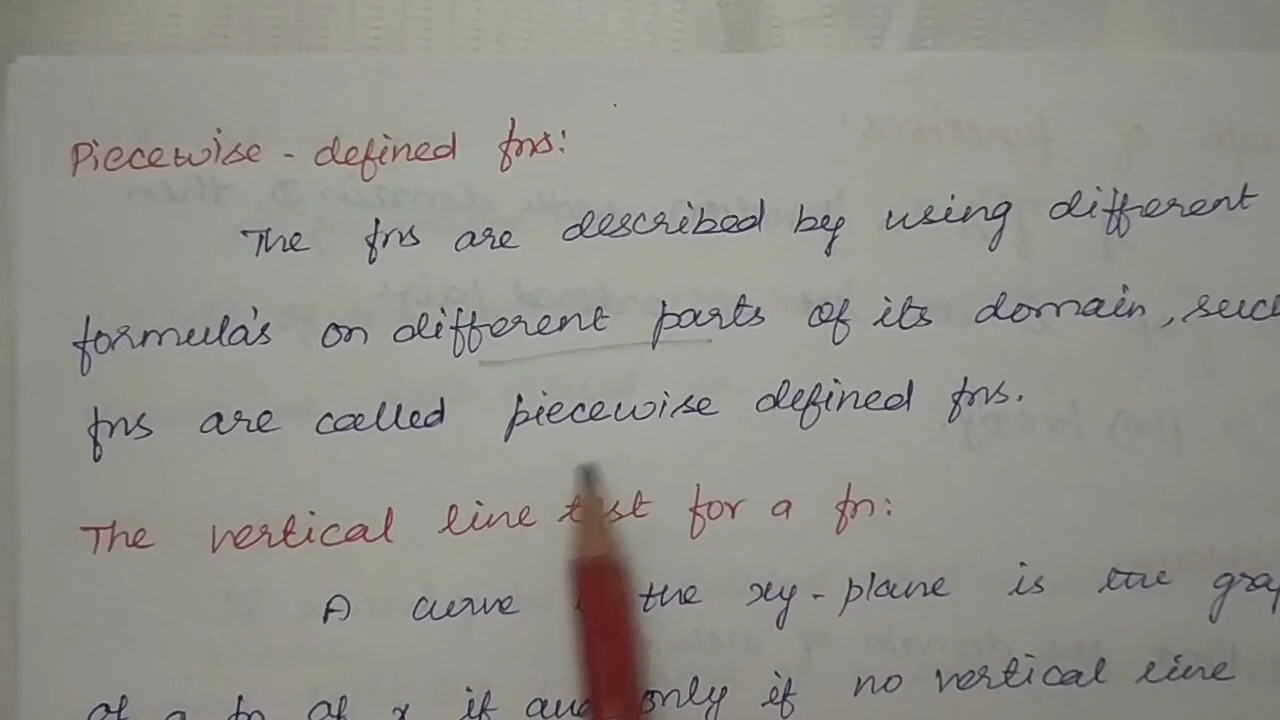 Piecewise - defined fns:
The fns are described by using different
formula's on different parts of its domain, suc
fns are called piecewise defined fns.
The vertical line test for a fn:
A curve the xy-plane is the gra
of a fn of x if and only if no vertical line